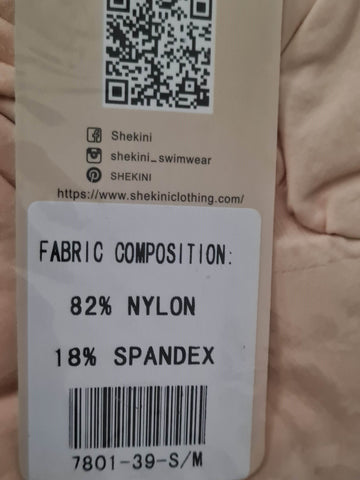 Shekini
shekini_swimwear
SHEKINI
https://www.shekiniclothing.com/
FABRIC COMPOSITION:
82% NYLON
18% SPANDEX
7801-39-S/M